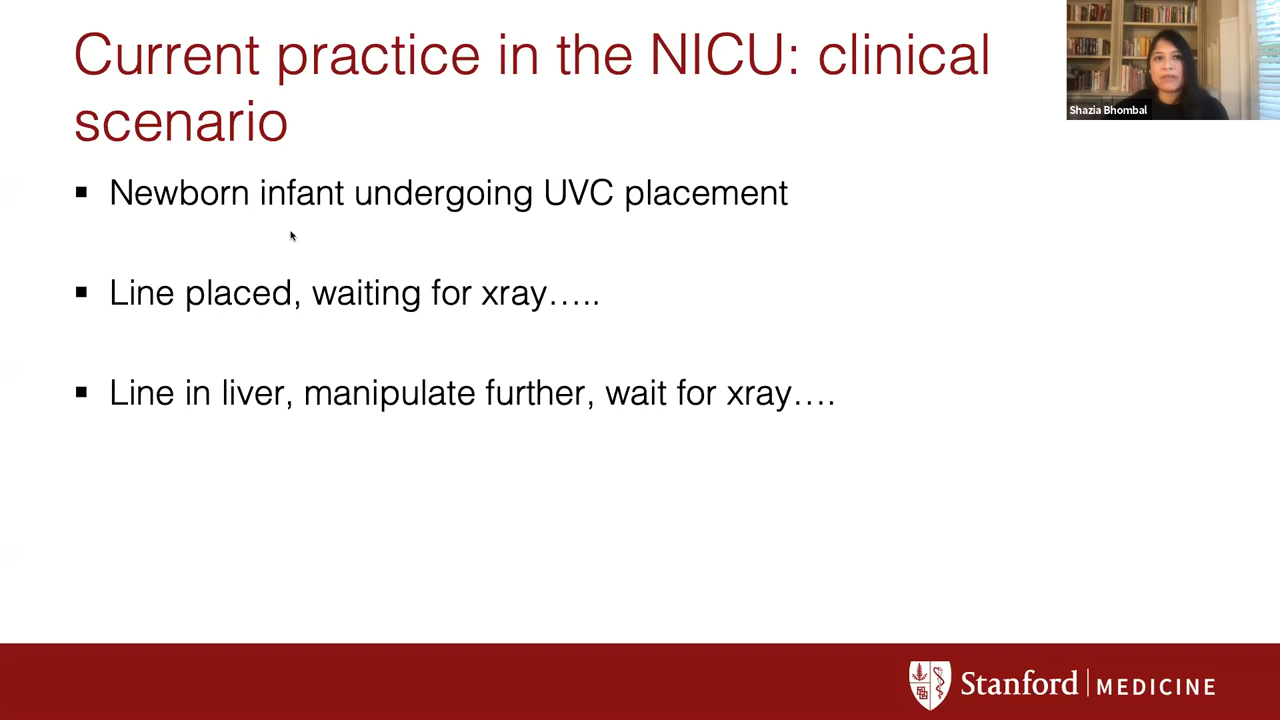 Current practice in the NICU: clinical
scenario
Shazia Bhombal
▪ Newborn infant undergoing UVC placement
▪ Line placed, waiting for xray…..
▪ Line in liver, manipulate further, wait for xray….
Stanford | MEDICINE